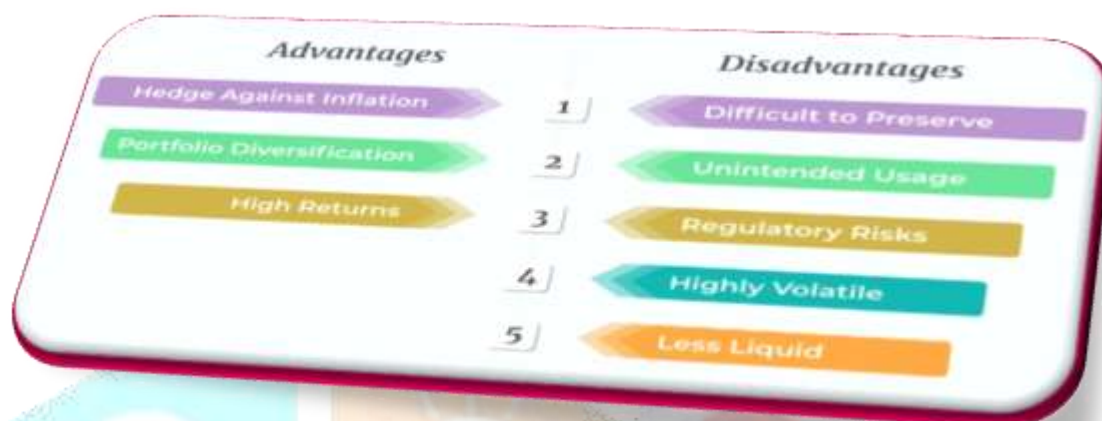 Advantages
Disadvantages
Hedge Against Inflation
1
Difficult to Preserve
Portfolio Diversification
2
Unintended Usage
High Returns
3
Regulatory Risks
4
Highly Volatile
5
Less Liquid